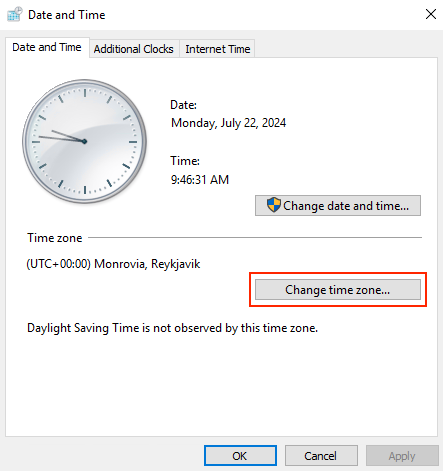 Date and Time
Date and Time
Additional Clocks
Internet Time
Date:
Monday, July 22, 2024
Time:
9:46:31 AM
Change date and time...
Time zone
(UTC+00:00) Monrovia, Reykjavik
Change time zone...
Daylight Saving Time is not observed by this time zone.
OK
Cancel
Apply